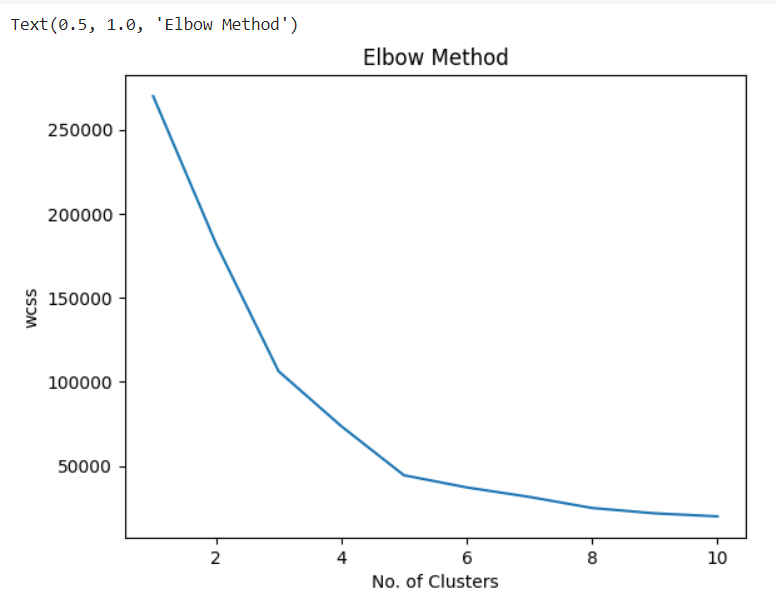 Text(0.5, 1.0, 'Elbow Method')
Elbow Method
250000
200000
150000
100000
50000
wcss
2 4 6 8 10
No. of Clusters